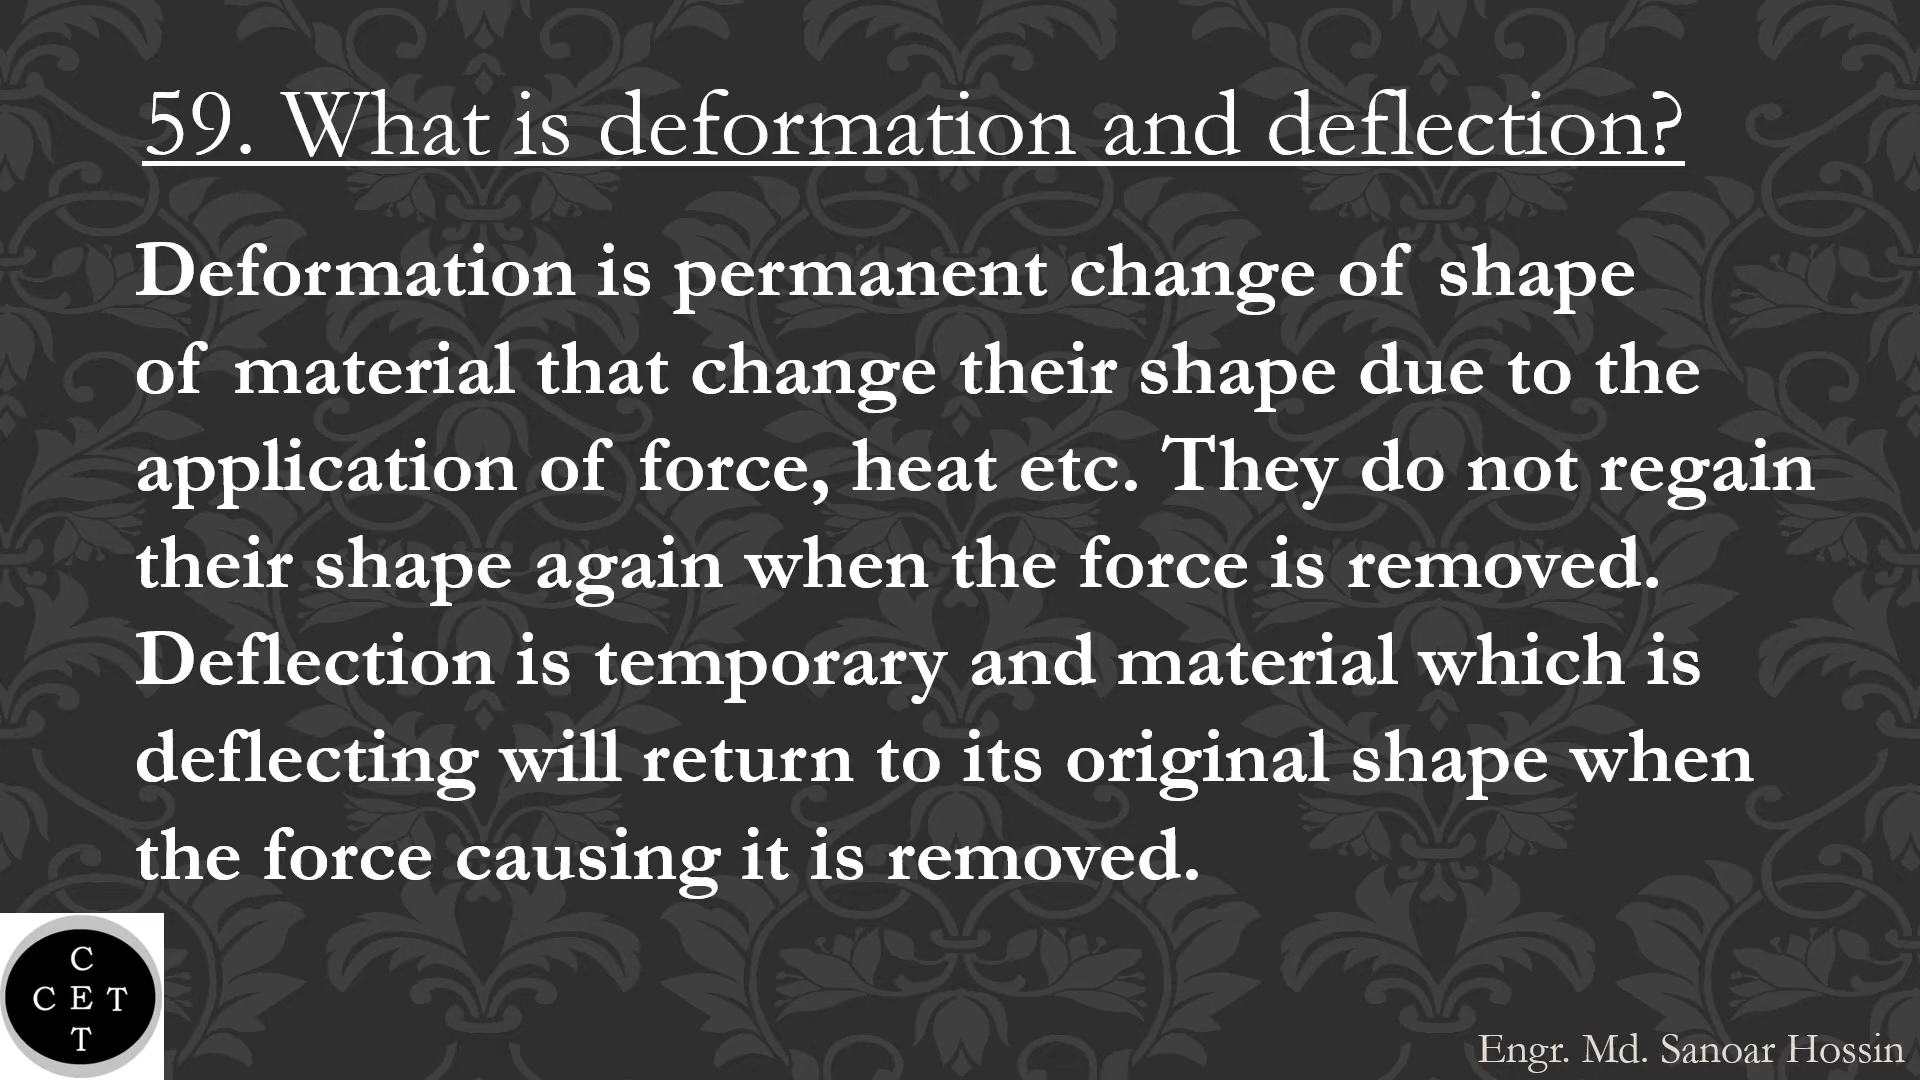 59. What is deformation and deflection?
Deformation is permanent change of shape
of material that change their shape due to the
application of force, heat etc. They do not regain
their shape again when the force is removed.
Deflection is temporary and material which is
deflecting will return to its original shape when
the force causing it is removed.
C
C E T
T
Engr. Md. Sanoar Hossin